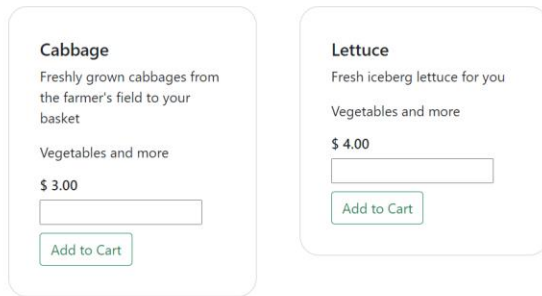 Cabbage
Freshly grown cabbages from
the farmer's field to your
basket
Vegetables and more
$ 3.00
Add to Cart
Lettuce
Fresh iceberg lettuce for you
Vegetables and more
$ 4.00
Add to Cart